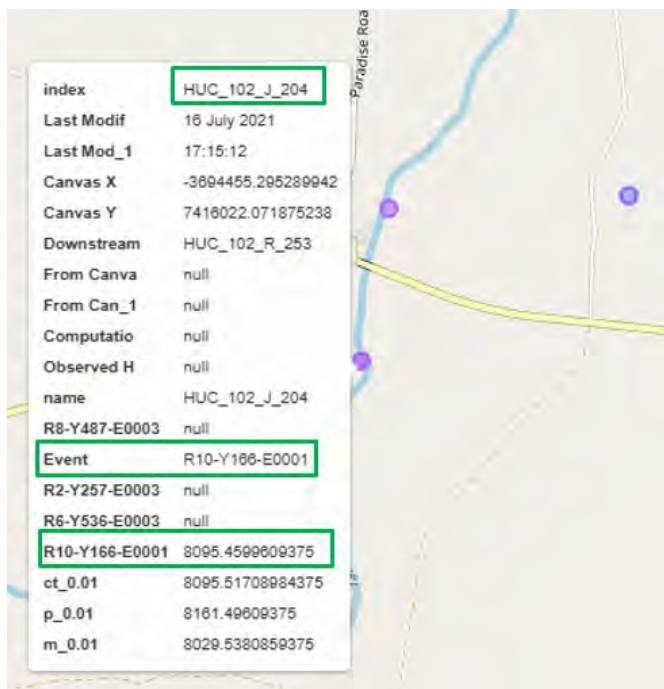 Paradise Roa
index HUC_102_J_204
Last Modif 16 July 2021
Last Mod_1 17:15:12
Canvas X -3694455.295289942
Canvas Y 7416022.071875238
Downstream HUC_102_R_253
From Canva null
From Can_1 null
Computatio null
Observed H null
name HUC_102_J_204
R8-Y487-E0003 null
Event R10-Y166-E0001
R2-Y257-E0003 null
R6-Y536-E0003 null
R10-Y166-E0001 8095.4599609375
ct_0.01 8095.51708984375
p_0.01 8161.49609375
m_0.01 8029.5380859375